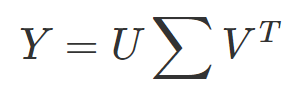 Y = U ∑ V^T